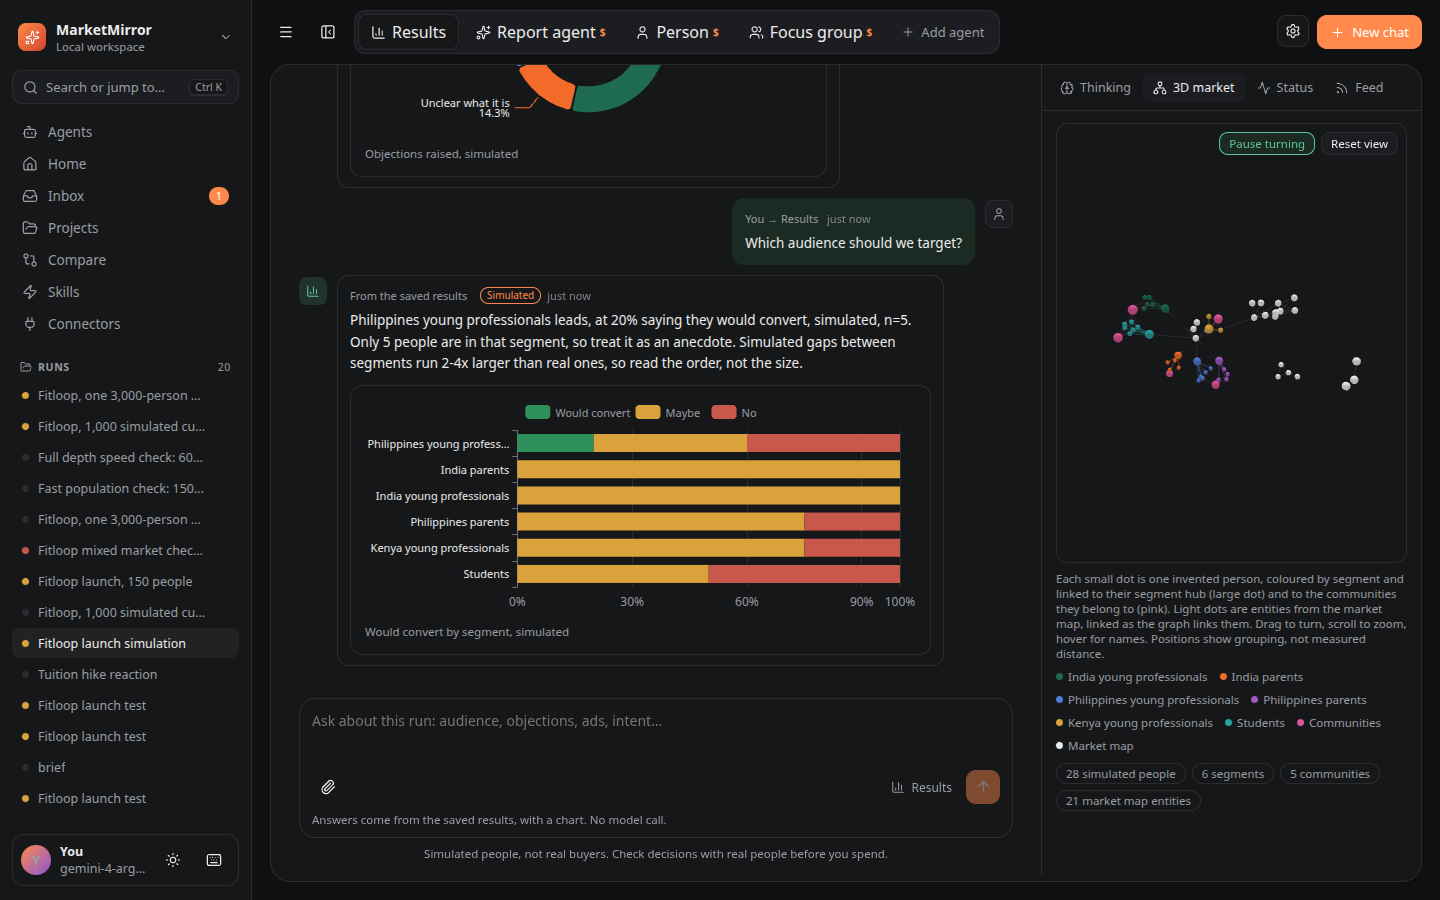 MarketMirror
Local workspace
Search or jump to...
Ctrl K
Agents
Home
Inbox
1
Projects
Compare
Skills
Connectors
RUNS
20
Fitloop, one 3,000-person ...
Fitloop, 1,000 simulated cu...
Full depth speed check: 60...
Fast population check: 150...
Fitloop, one 3,000-person ...
Fitloop mixed market chec...
Fitloop launch, 150 people
Fitloop, 1,000 simulated cu...
Fitloop launch simulation
Tuition hike reaction
Fitloop launch test
Fitloop launch test
brief
Fitloop launch test
Y
You
gemini-4-arg...
Results
Report agent $
Person $
Focus group $
Add agent
New chat
Unclear what it is
14.3%
Objections raised, simulated
You → Results just now
Which audience should we target?
From the saved results
Simulated
just now
Philippines young professionals leads, at 20% saying they would convert, simulated, n=5.
Only 5 people are in that segment, so treat it as an anecdote. Simulated gaps between
segments run 2-4x larger than real ones, so read the order, not the size.
Would convert
Maybe
No
Philippines young profess...
India parents
India young professionals
Philippines parents
Kenya young professionals
Students
0%
30%
60%
90%
100%
Would convert by segment, simulated
Ask about this run: audience, objections, ads, intent...
Results
Answers come from the saved results, with a chart. No model call.
Simulated people, not real buyers. Check decisions with real people before you spend.
Thinking
3D market
Status
Feed
Pause turning
Reset view
Each small dot is one invented person, coloured by segment and
linked to their segment hub (large dot) and to the communities
they belong to (pink). Light dots are entities from the market
map, linked as the graph links them. Drag to turn, scroll to zoom,
hover for names. Positions show grouping, not measured
distance.
India young professionals
India parents
Philippines young professionals
Philippines parents
Kenya young professionals
Students
Communities
Market map
28 simulated people
6 segments
5 communities
21 market map entities